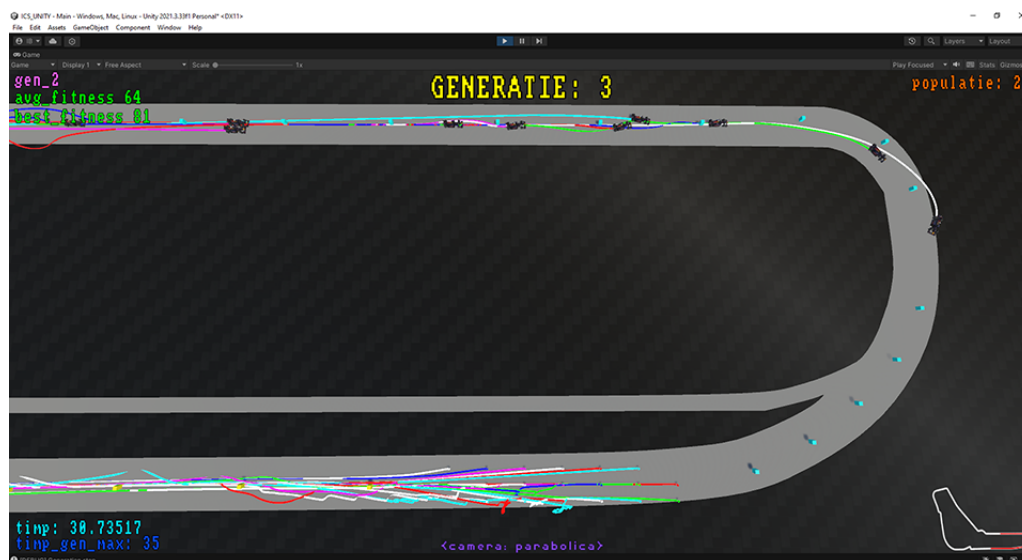 ICS_UNITY - Main - Windows, Mac, Linux - Unity 2021.3.33f1 Personal* <DX11>
File Edit Assets GameObject Component Window Help
Layers Layout
Game
Game Display 1 Free Aspect Scale 1x Play Focused Stats Gizmos
gen_2
GENERATIE: 3
populatie: 2
avg_fitness 64
best_fitness 81
timp: 30.73517
timp_gen_max: 35
<camera: parabolica>